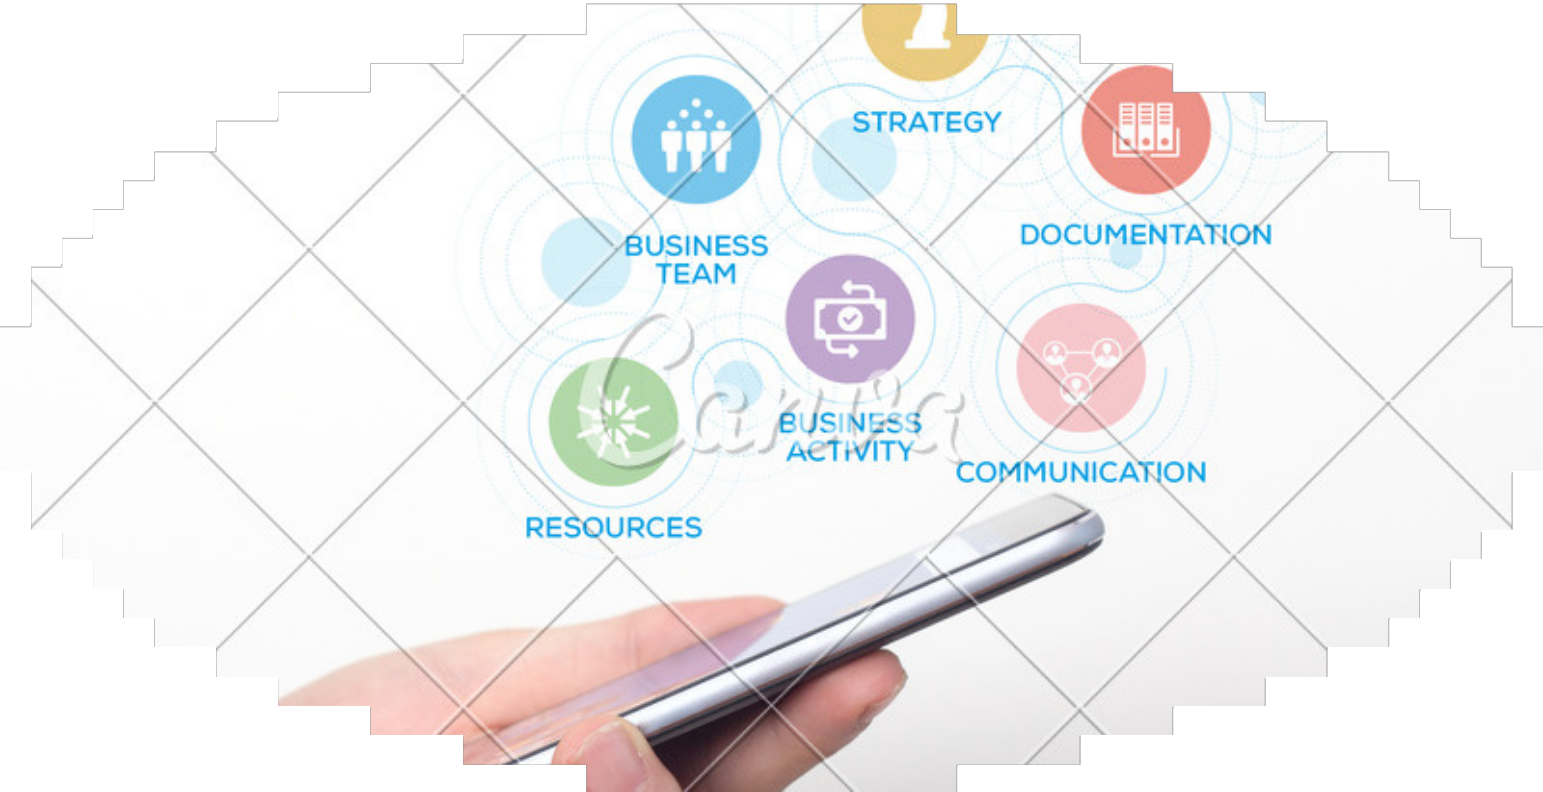 STRATEGY
DOCUMENTATION
BUSINESS
TEAM
BUSINESS
ACTIVITY
COMMUNICATION
RESOURCES
Canva